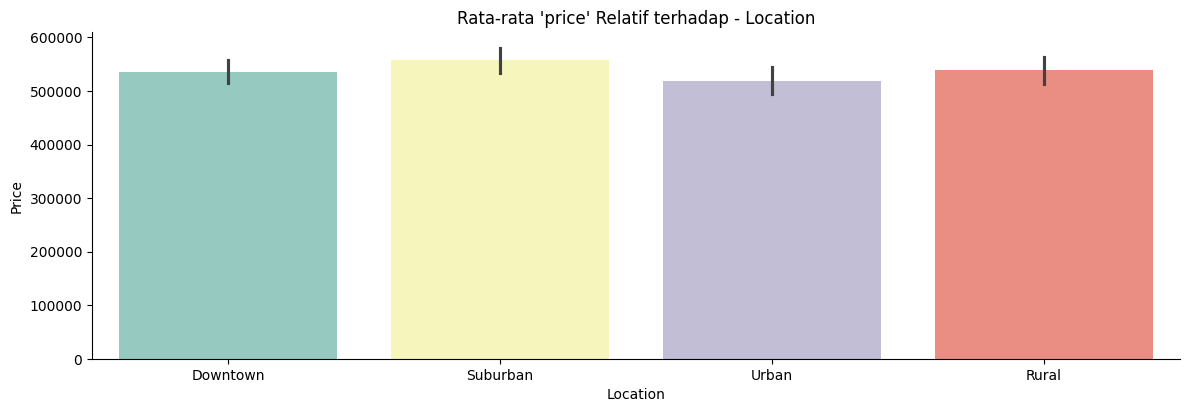 Rata-rata 'price' Relatif terhadap - Location
600000
500000
400000
300000
200000
100000
0
Price
Downtown
Suburban
Urban
Rural
Location